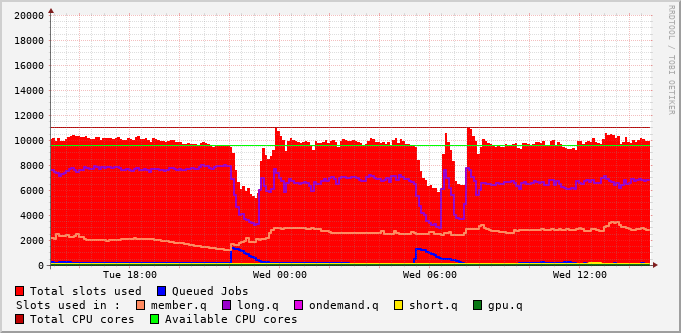 RRDTOOL / TOBI OETIKER
20000
18000
16000
14000
12000
10000
8000
6000
4000
2000
0
Tue 18:00 Wed 00:00 Wed 06:00 Wed 12:00
Total slots used Queued Jobs
Slots used in : member.q long.q ondemand.q short.q gpu.q
Total CPU cores Available CPU cores